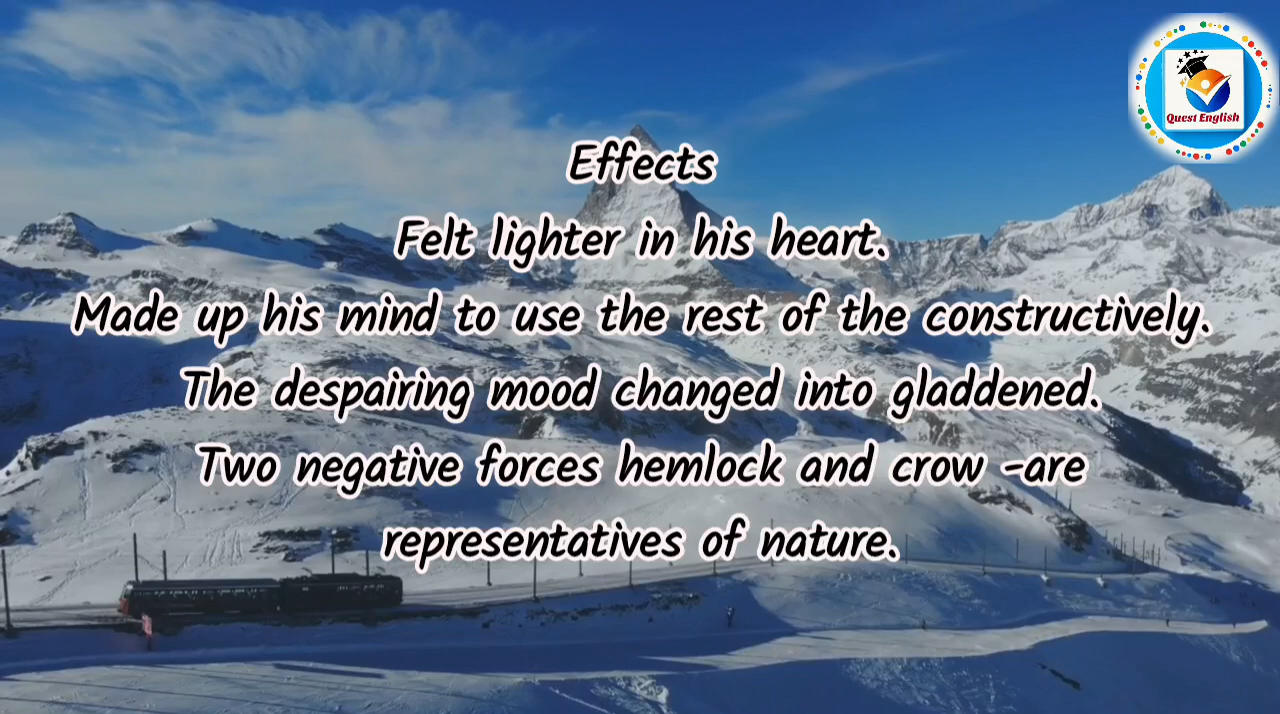 Quest English
Effects
Felt lighter in his heart.
Made up his mind to use the rest of the constructively.
The despairing mood changed into gladdened.
Two negative forces hemlock and crow -are
representatives of nature.